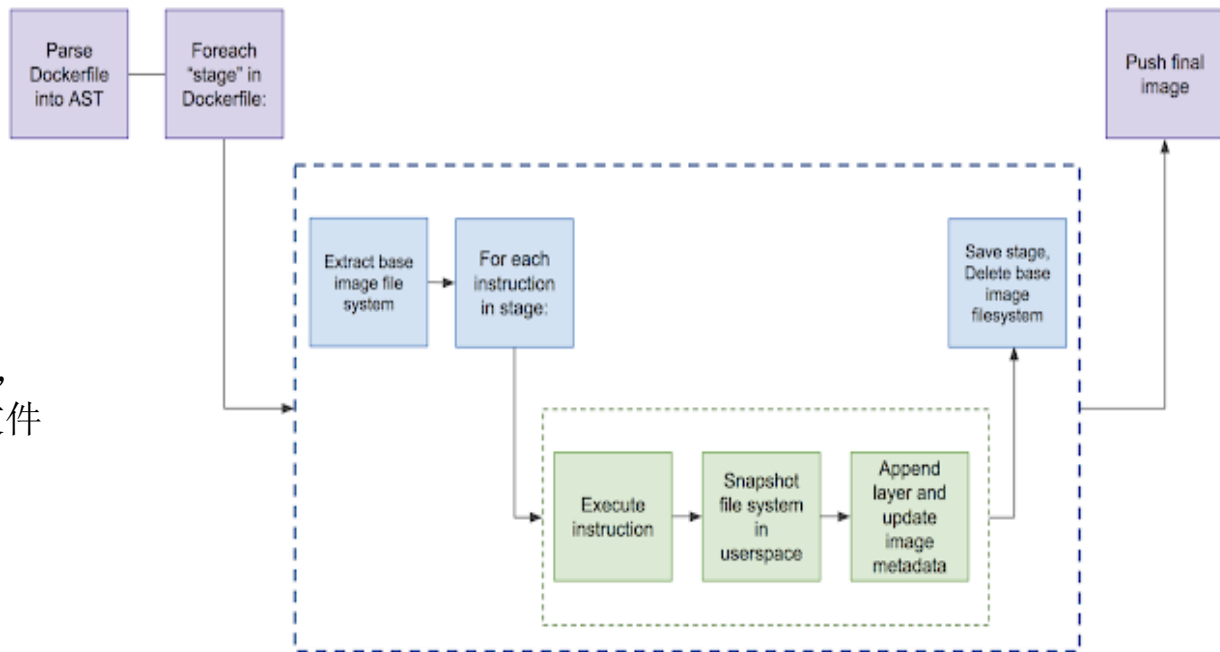 Parse
Dockerfile
into AST
Foreach
“stage” in
Dockerfile:
Push final
image
Extract base
image file
system
For each
instruction
in stage:
Save stage,
Delete base
image
filesystem
，
件
Execute
instruction
Snapshot
file system
in
userspace
Append
layer and
update
image
metadata